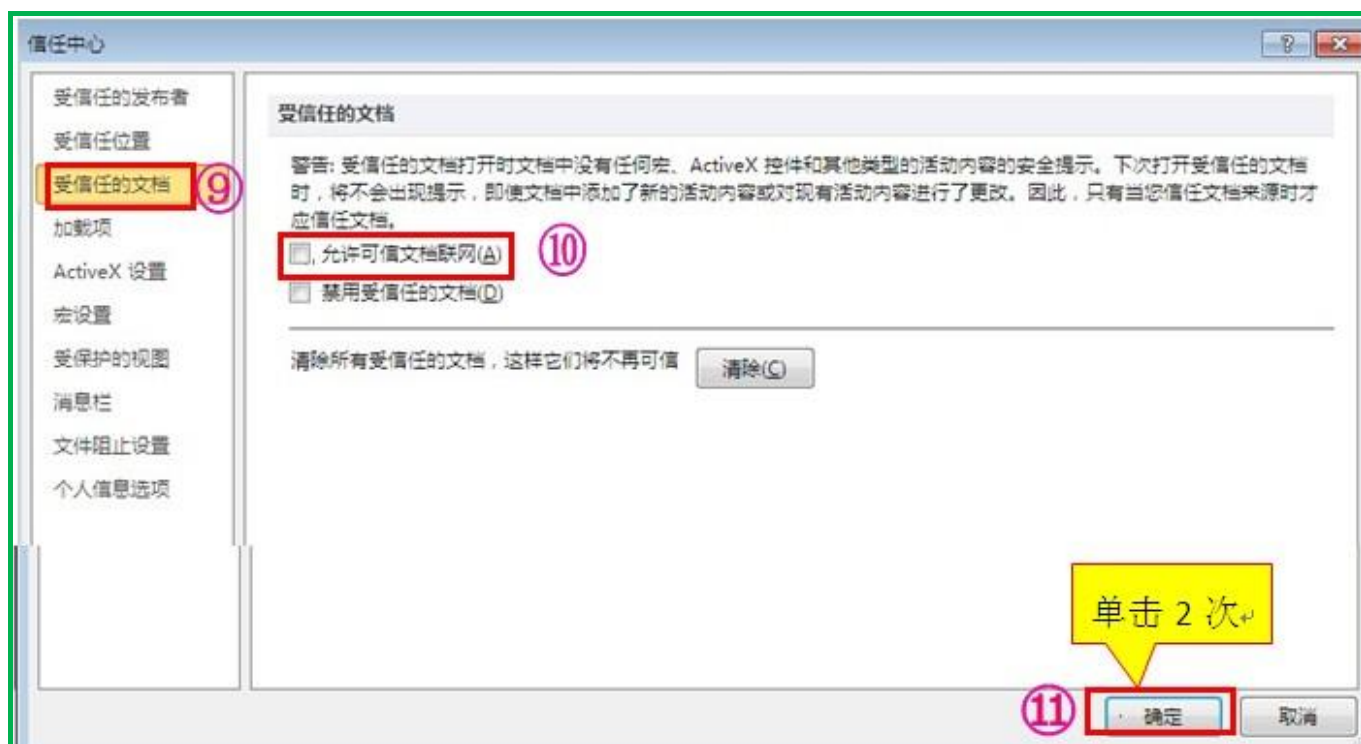 信任中心
受信任的发布者
受信任位置
受信任的文档
⑨
加载项
ActiveX 设置
宏设置
受保护的视图
消息栏
文件阻止设置
个人信息选项
受信任的文档
警告: 受信任的文档打开时文档中没有任何宏、ActiveX 控件和其他类型的活动内容的安全提示。下次打开受信任的文档
时，将不会出现提示，即使文档中添加了新的活动内容或对现有活动内容进行了更改。因此，只有当您信任文档来源时才
应信任文档。
允许可信文档联网(A)
⑩
禁用受信任的文档(D)
清除所有受信任的文档，这样它们将不再可信
清除(C)
单击 2 次
⑪
确定
取消